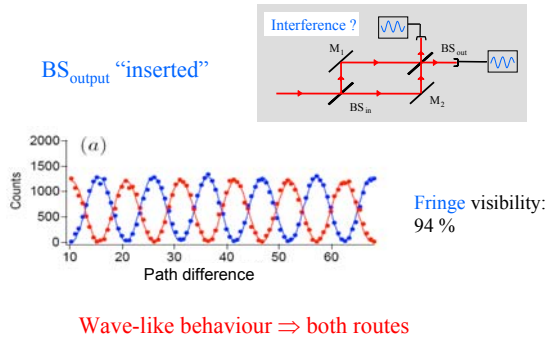 Interference ?
M1
BSout
BSoutput “inserted”
BSin
M2
(a)
2000
1500
1000
500
0
Counts
10 20 30 40 50 60
Path difference
Fringe visibility:
94 %
Wave-like behaviour ⇒ both routes